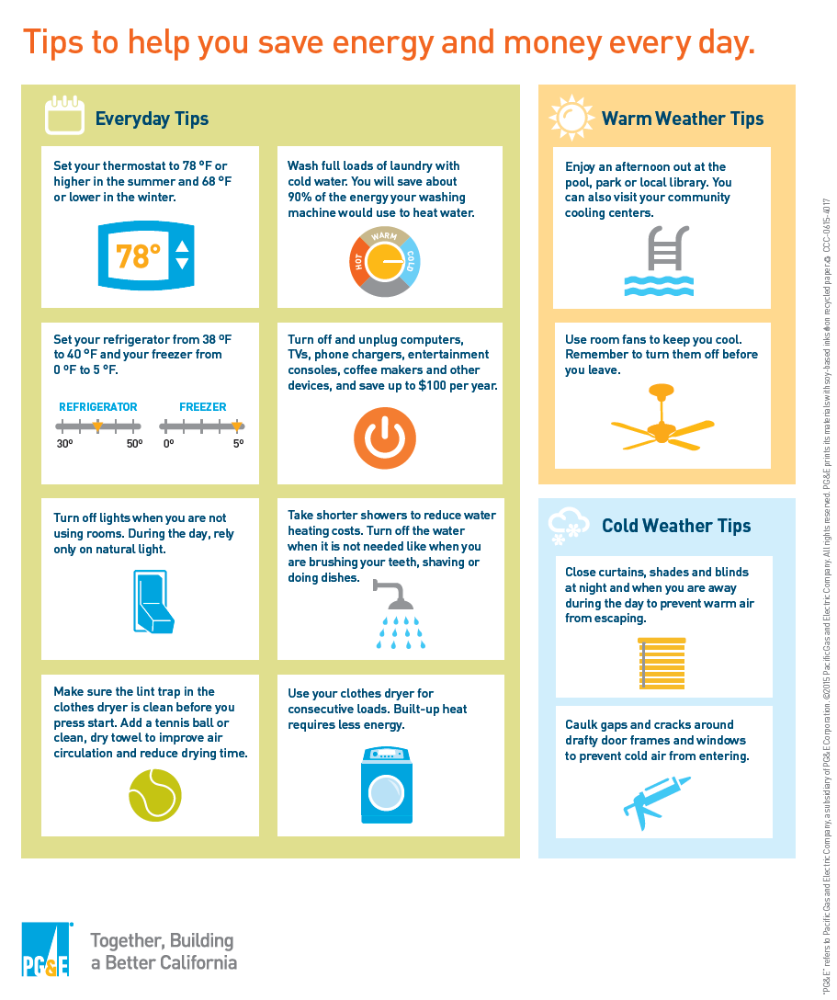 Tips to help you save energy and money every day.
Everyday Tips
Set your thermostat to 78 °F or
higher in the summer and 68 °F
or lower in the winter.
78°
Wash full loads of laundry with
cold water. You will save about
90% of the energy your washing
machine would use to heat water.
HOT
WARM
COLD
Set your refrigerator from 38 ºF
to 40 °F and your freezer from
0 ºF to 5 °F.
REFRIGERATOR
30º 50º
FREEZER
0º 5º
Turn off and unplug computers,
TVs, phone chargers, entertainment
consoles, coffee makers and other
devices, and save up to $100 per year.
Turn off lights when you are not
using rooms. During the day, rely
only on natural light.
Take shorter showers to reduce water
heating costs. Turn off the water
when it is not needed like when you
are brushing your teeth, shaving or
doing dishes.
Make sure the lint trap in the
clothes dryer is clean before you
press start. Add a tennis ball or
clean, dry towel to improve air
circulation and reduce drying time.
Use your clothes dryer for
consecutive loads. Built-up heat
requires less energy.
Warm Weather Tips
Enjoy an afternoon out at the
pool, park or local library. You
can also visit your community
cooling centers.
Use room fans to keep you cool.
Remember to turn them off before
you leave.
Cold Weather Tips
Close curtains, shades and blinds
at night and when you are away
during the day to prevent warm air
from escaping.
Caulk gaps and cracks around
drafty door frames and windows
to prevent cold air from entering.
PG&E
Together, Building
a Better California
"PG&E" refers to Pacific Gas and Electric Company, a subsidiary of PG&E Corporation. ©2015 Pacific Gas and Electric Company. All rights reserved. PG&E prints its materials with soy-based inks on recycled paper. CCC-0615-4017